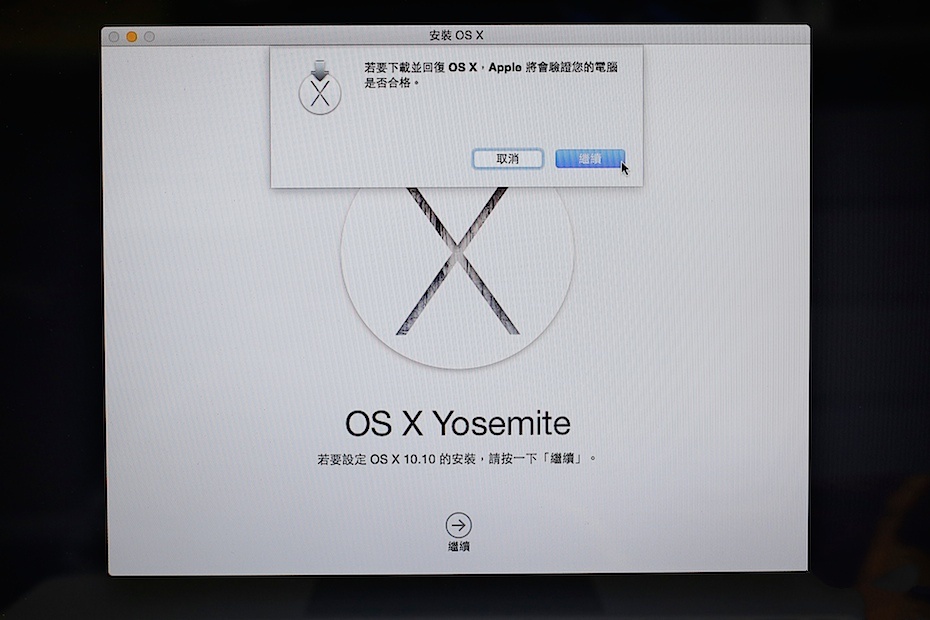 安裝 OS X
若要下載並回復 OS X，Apple 將會驗證您的電腦
是否合格。
取消
繼續
OS X Yosemite
若要設定 OS X 10.10 的安裝，請按一下「繼續」。
繼續